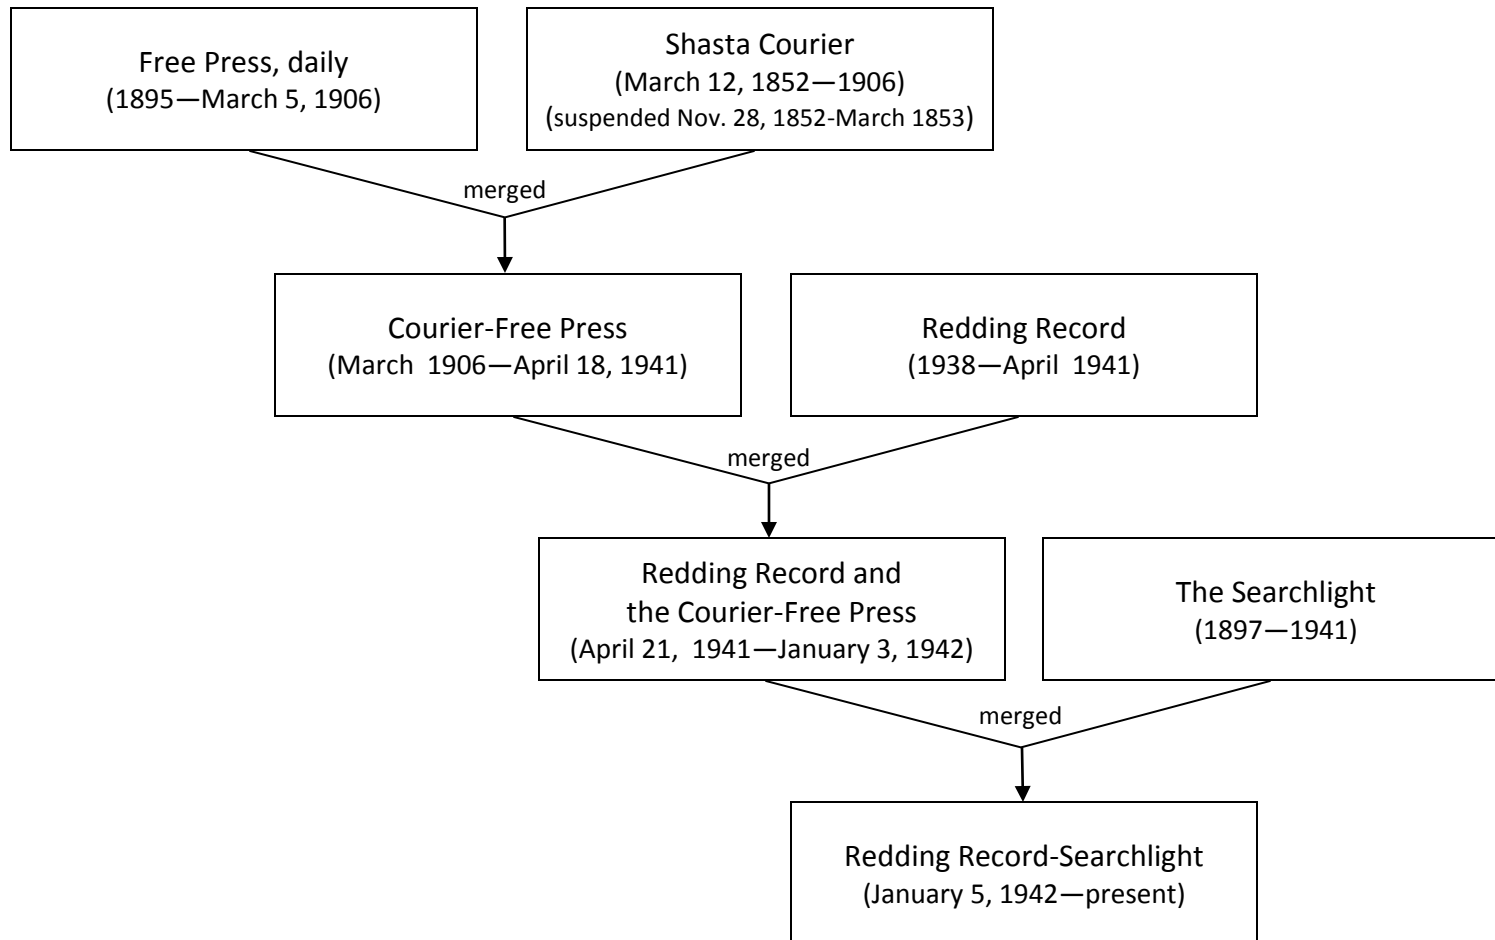 Free Press, daily
(1895—March 5, 1906)
Shasta Courier
(March 12, 1852—1906)
(suspended Nov. 28, 1852-March 1853)
merged
Courier-Free Press
(March  1906—April 18, 1941)
Redding Record
(1938—April  1941)
merged
Redding Record and
the Courier-Free Press
(April 21,  1941—January 3, 1942)
The Searchlight
(1897—1941)
merged
Redding Record-Searchlight
(January 5, 1942—present)